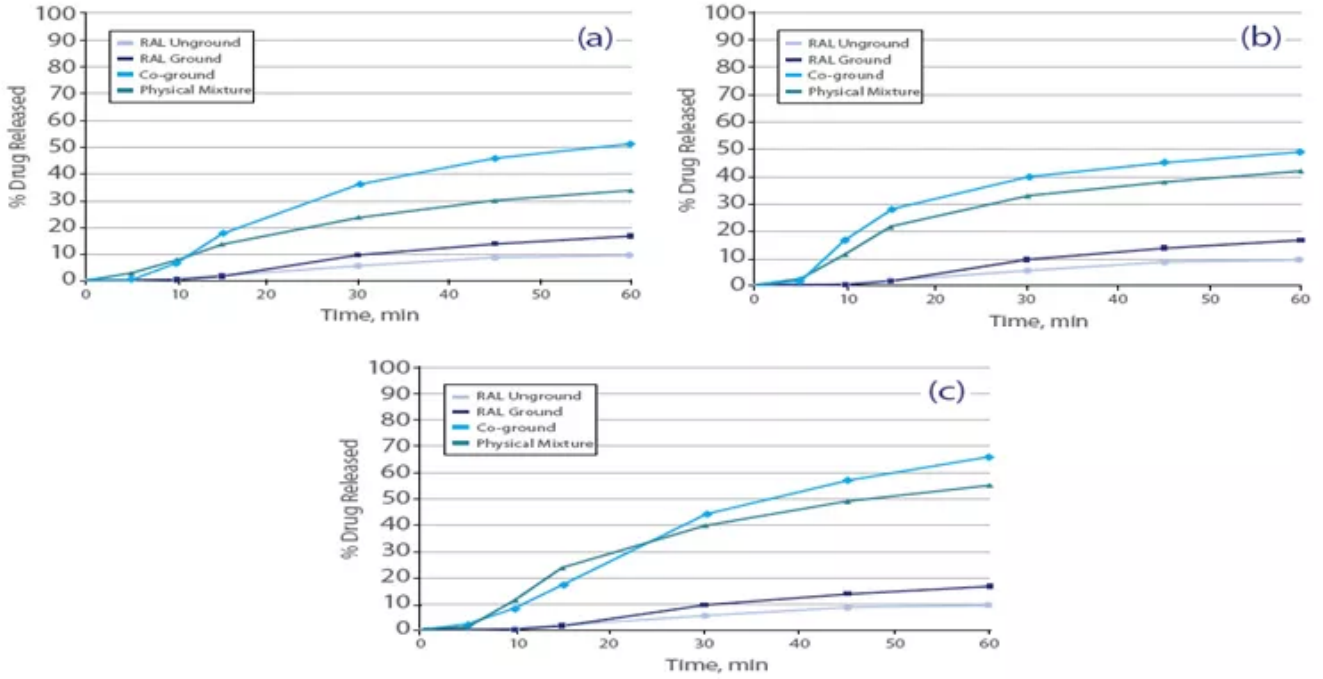 (a)
% Drug Released
100
90
80
70
60
50
40
30
20
10
0
RAL Unground
RAL Ground
Co-ground
Physical Mixture
0 10 20 30 40 50 60
Time, min
(b)
% Drug Released
100
90
80
70
60
50
40
30
20
10
0
RAL Unground
RAL Ground
Co-ground
Physical Mixture
0 10 20 30 40 50 60
Time, min
(c)
% Drug Released
100
90
80
70
60
50
40
30
20
10
0
RAL Unground
RAL Ground
Co-ground
Physical Mixture
0 10 20 30 40 50 60
Time, min